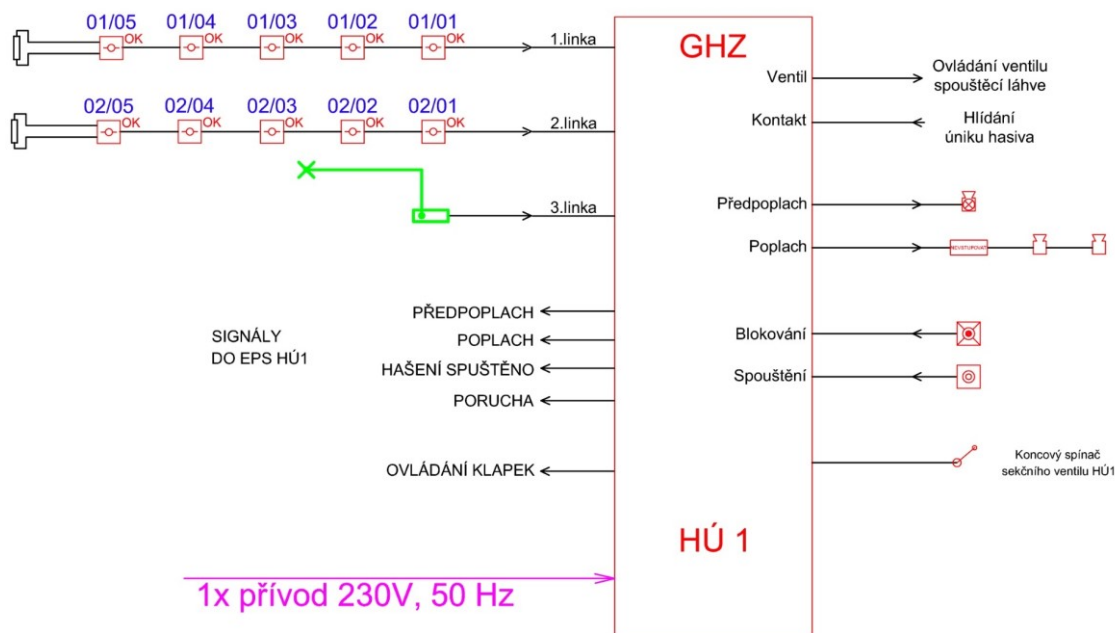 01/05 01/04 01/03 01/02 01/01
OK OK OK OK OK
1.linka
02/05 02/04 02/03 02/02 02/01
OK OK OK OK OK
2.linka
3.linka
SIGNÁLY
DO EPS HÚ1
PŘEDPOPLACH
POPLACH
HAŠENÍ SPUŠTĚNO
PORUCHA
OVLÁDÁNÍ KLAPEK
1x přívod 230V, 50 Hz
GHZ
Ventil
Kontakt
Předpoplach
Poplach
Blokování
Spouštění
HÚ 1
Ovládání ventilu
spouštěcí láhve
Hlídání
úniku hasiva
NEVSTUPOVAT
Koncový spínač
sekčního ventilu HÚ1